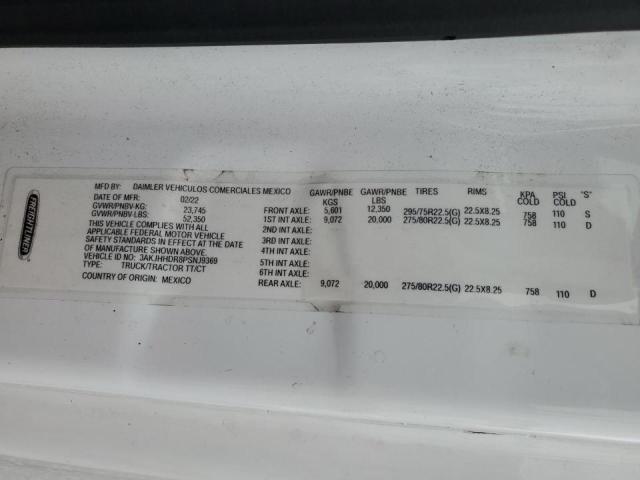 FREIGHTLINER
MFD BY: DAIMLER VEHICULOS COMERCIALES MEXICO
DATE OF MFR: 02/22
GVWR/PNBV-KG: 23,745
GVWR/PNBV-LBS: 52,350
THIS VEHICLE COMPLIES WITH ALL
APPLICABLE FEDERAL MOTOR VEHICLE
SAFETY STANDARDS IN EFFECT AT THE DATE
OF MANUFACTURE SHOWN ABOVE.
VEHICLE ID NO: 3AKJHHDR8PSNJ9369
TYPE: TRUCK/TRACTOR TT/CT
COUNTRY OF ORIGIN: MEXICO
GAWR/PNBE KGS GAWR/PNBE LBS TIRES RIMS KPA COLD PSI COLD "S"
FRONT AXLE: 5,601 12,350 295/75R22.5(G) 22.5X8.25 758 110 S
1ST INT AXLE: 9,072 20,000 275/80R22.5(G) 22.5X8.25 758 110 D
2ND INT AXLE:
3RD INT AXLE:
4TH INT AXLE:
5TH INT AXLE:
6TH INT AXLE:
REAR AXLE: 9,072 20,000 275/80R22.5(G) 22.5X8.25 758 110 D